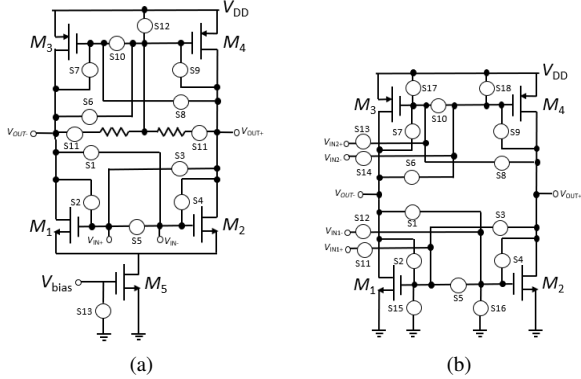 V_DD
S12
M_3
M_4
S10
S7
S9
S6
S8
V_OUT-
S11
S11
V_OUT+
S1
S3
S2
S4
M_1
V_IN+
S5
V_IN-
M_2
V_bias
M_5
S13
(a)
V_DD
S17
S18
M_3
M_4
S10
S13
S7
S9
V_IN2+
V_IN2-
S14
S6
S8
V_OUT-
V_OUT+
S12
S1
S3
V_IN1-
V_IN1+
S11
S2
S4
M_1
S5
M_2
S15
S16
(b)